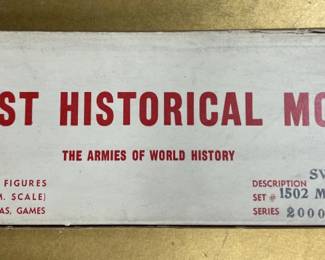 ST HISTORICAL MO
THE ARMIES OF WORLD HISTORY
FIGURES
M. SCALE)
AS, GAMES
DESCRIPTION SV
SET # 1502 M
SERIES 2000